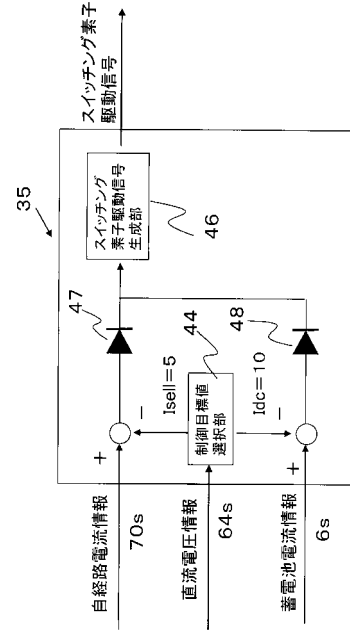 35
スイッチング素子
駆動信号
スイッチング
素子駆動信号
生成部
46
47
44
48
Isell=5
Idc=10
制御目標値
選択部
+
−
−
+
自経路電流情報
70s
直流電圧情報
64s
蓄電池電流情報
6s